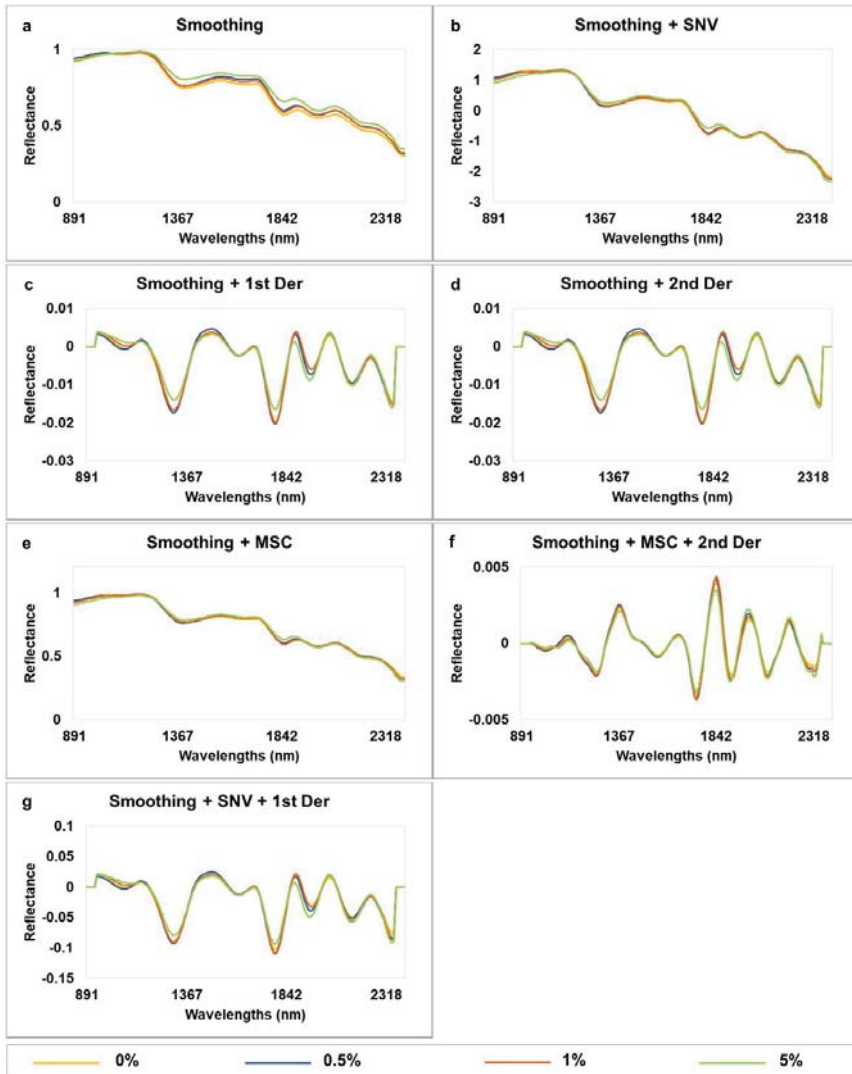 a Smoothing
1
0.5
0
Reflectance
891 1367 1842 2318
Wavelengths (nm)
b Smoothing + SNV
2
1
0
-1
-2
-3
Reflectance
891 1367 1842 2318
Wavelengths (nm)
c Smoothing + 1st Der
0.01
0
-0.01
-0.02
-0.03
Reflectance
891 1367 1842 2318
Wavelengths (nm)
d Smoothing + 2nd Der
0.01
0
-0.01
-0.02
-0.03
Reflectance
891 1367 1842 2318
Wavelengths (nm)
e Smoothing + MSC
1
0.5
0
Reflectance
891 1367 1842 2318
Wavelengths (nm)
f Smoothing + MSC + 2nd Der
0.005
0
-0.005
Reflectance
891 1367 1842 2318
Wavelengths (nm)
g Smoothing + SNV + 1st Der
0.1
0.05
0
-0.05
-0.1
-0.15
Reflectance
891 1367 1842 2318
Wavelengths (nm)
0% 0.5% 1% 5%